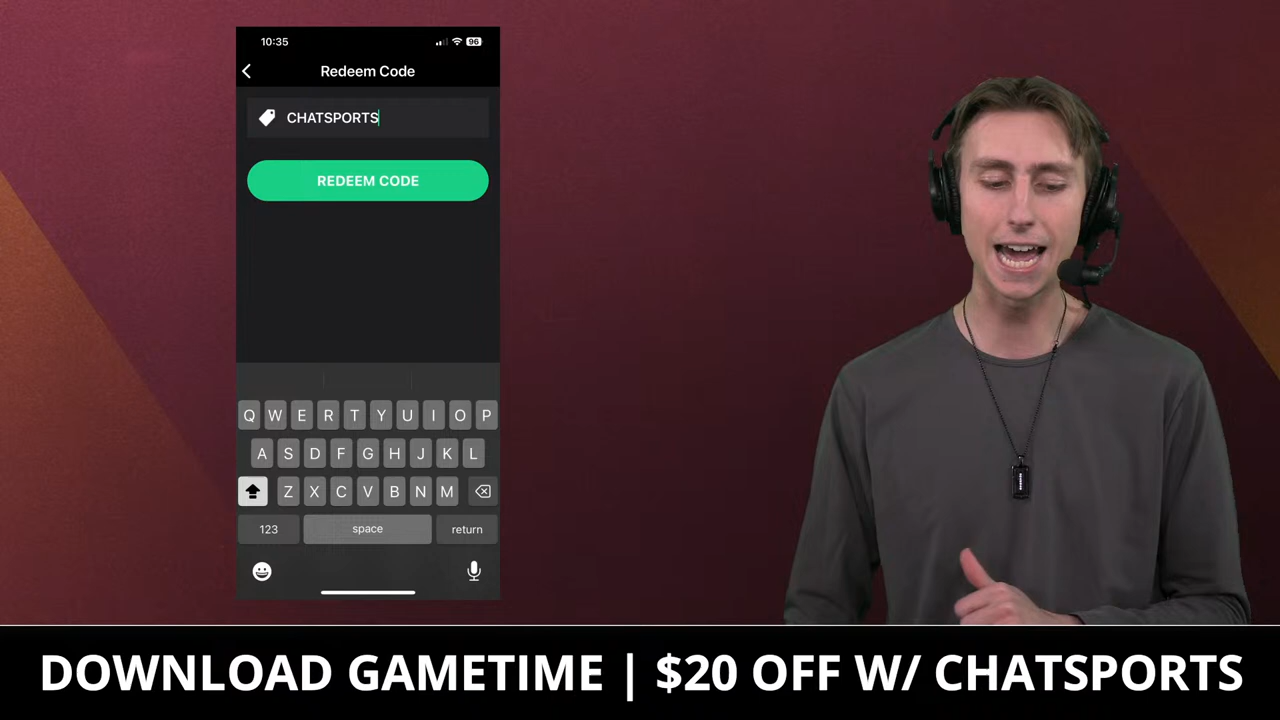 10:35
96
Redeem Code
CHATSPORTS
REDEEM CODE
Q W E R T Y U I O P
A S D F G H J K L
Z X C V B N M
123 space return
DOWNLOAD GAMETIME | $20 OFF W/ CHATSPORTS